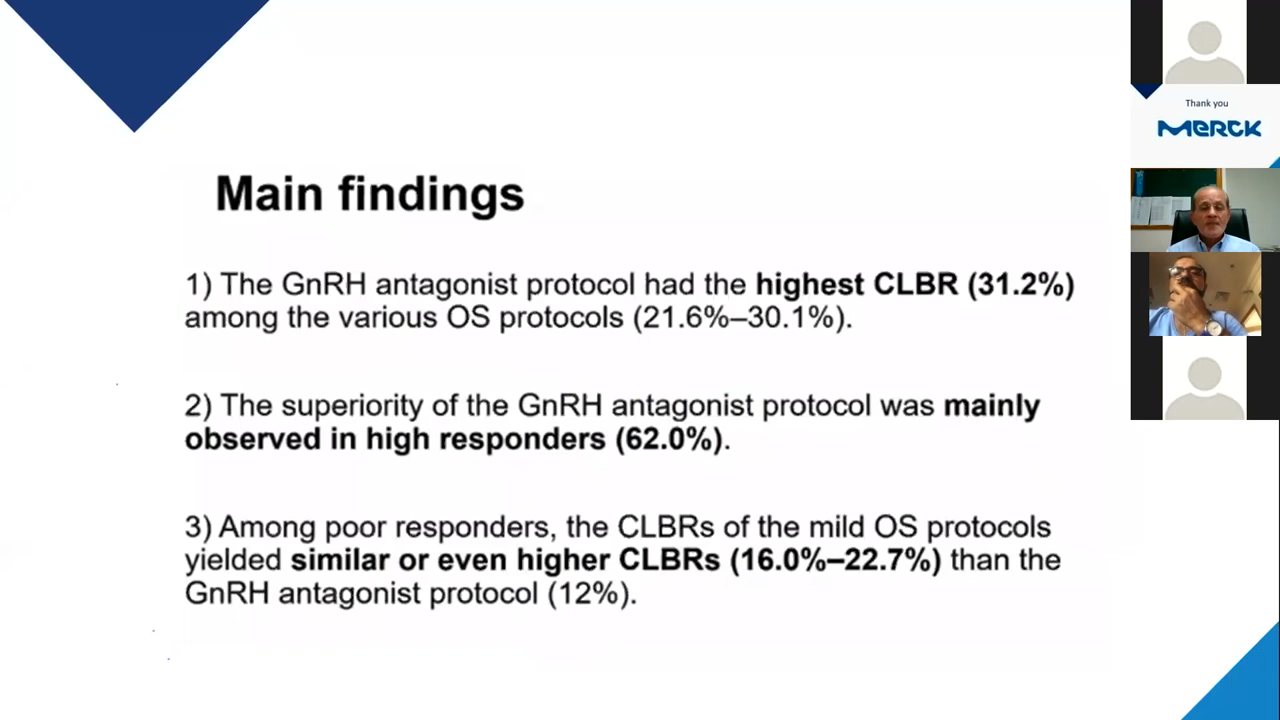 Main findings
1) The GnRH antagonist protocol had the highest CLBR (31.2%)
among the various OS protocols (21.6%–30.1%).
2) The superiority of the GnRH antagonist protocol was mainly
observed in high responders (62.0%).
3) Among poor responders, the CLBRs of the mild OS protocols
yielded similar or even higher CLBRs (16.0%–22.7%) than the
GnRH antagonist protocol (12%).
Thank you
MERCK